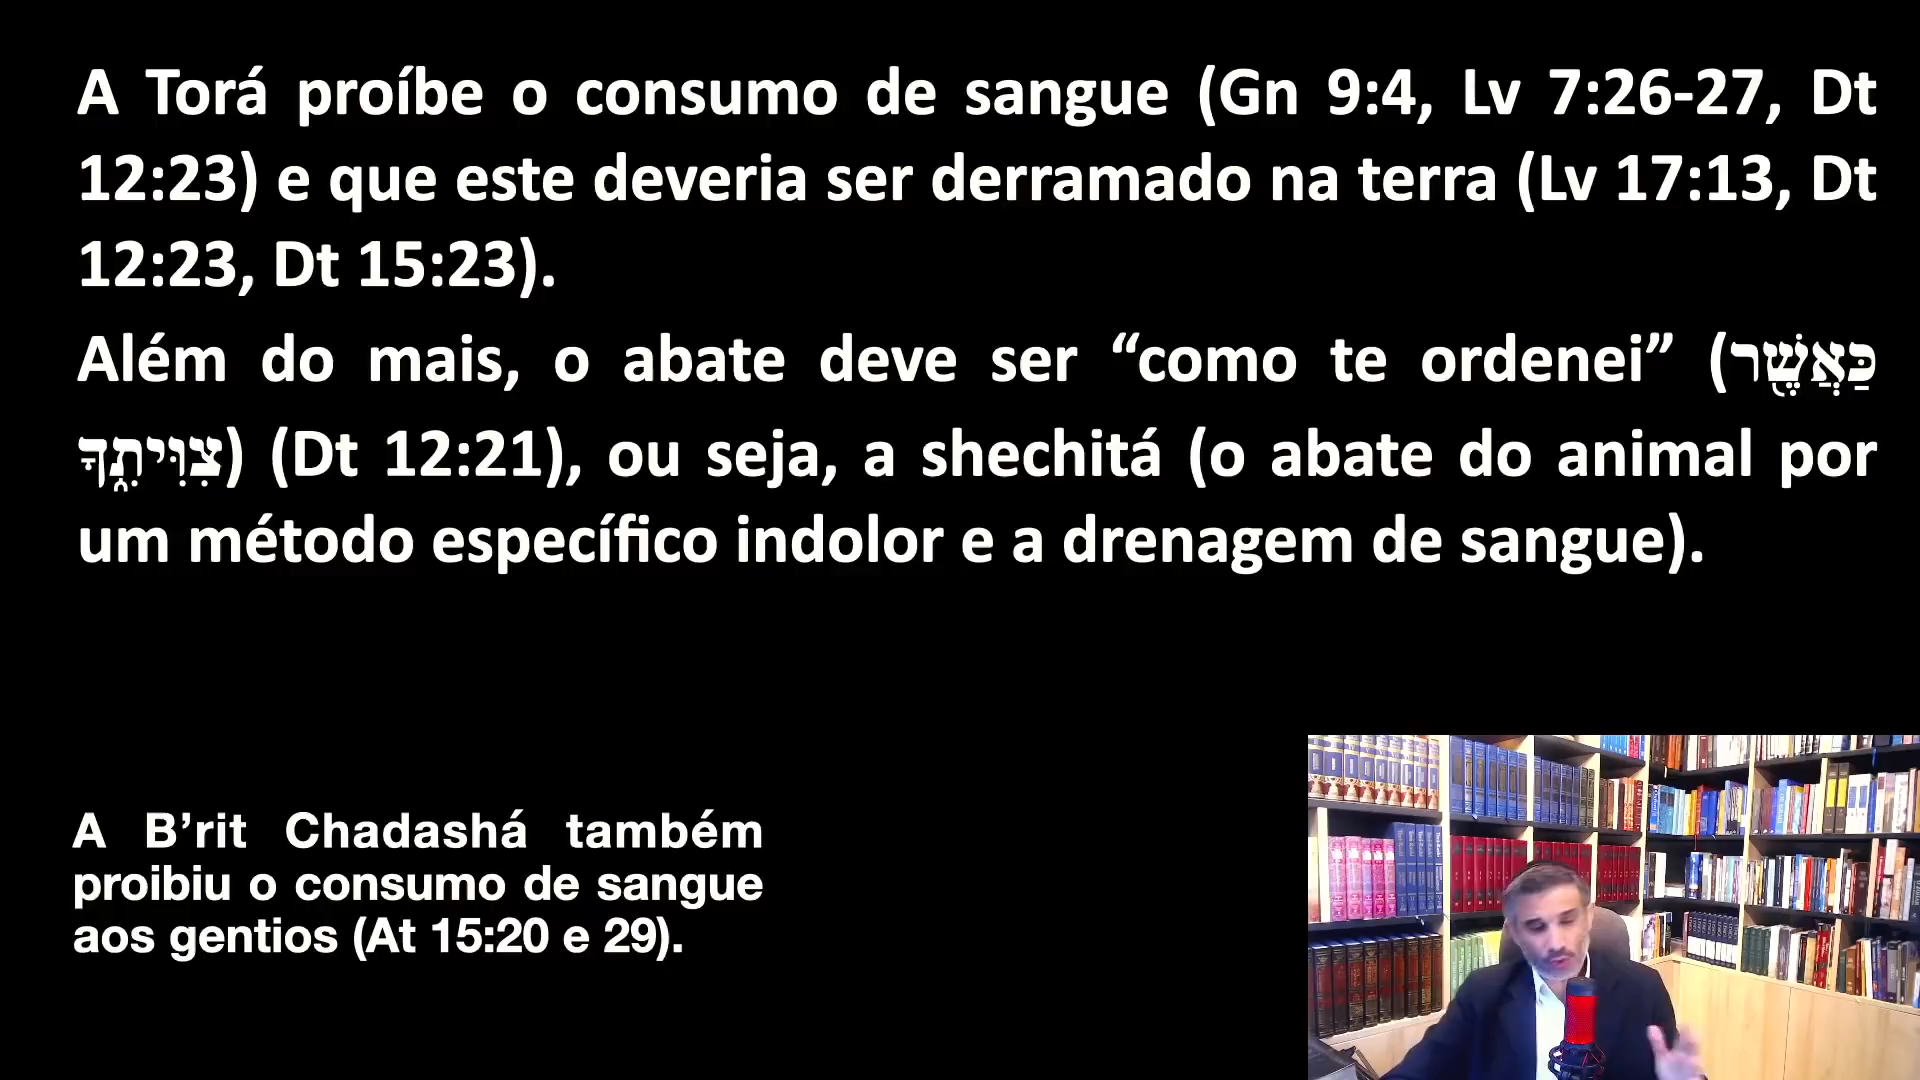 A Torá proíbe o consumo de sangue (Gn 9:4, Lv 7:26-27, Dt
12:23) e que este deveria ser derramado na terra (Lv 17:13, Dt
12:23, Dt 15:23).
Além do mais, o abate deve ser “como te ordenei” (כַּאֲשֶׁ֖ר
צִוִּיתִ֑ךָ) (Dt 12:21), ou seja, a shechitá (o abate do animal por
um método específico indolor e a drenagem de sangue).
A B’rit Chadashá também
proibiu o consumo de sangue
aos gentios (At 15:20 e 29).